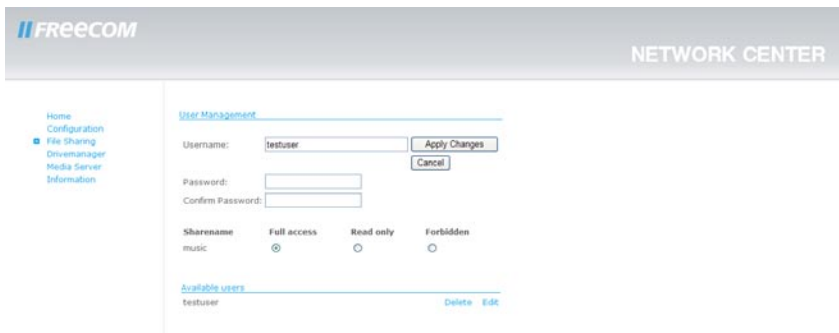 FREECOM
NETWORK CENTER
Home
Configuration
File Sharing
Drivemanager
Media Server
Information
User Management
Username: testuser Apply Changes
Cancel
Password:
Confirm Password:
Sharename Full access Read only Forbidden
music
Available users
testuser Delete Edit